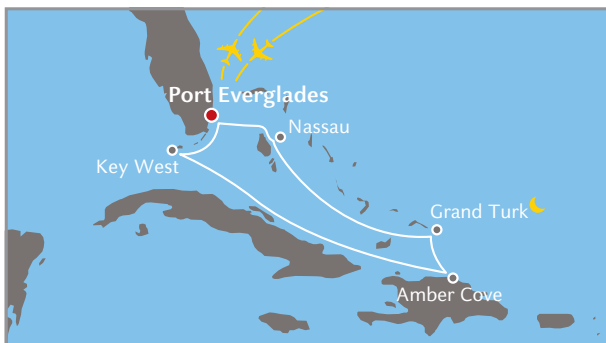 Port Everglades
Nassau
Key West
Grand Turk
Amber Cove